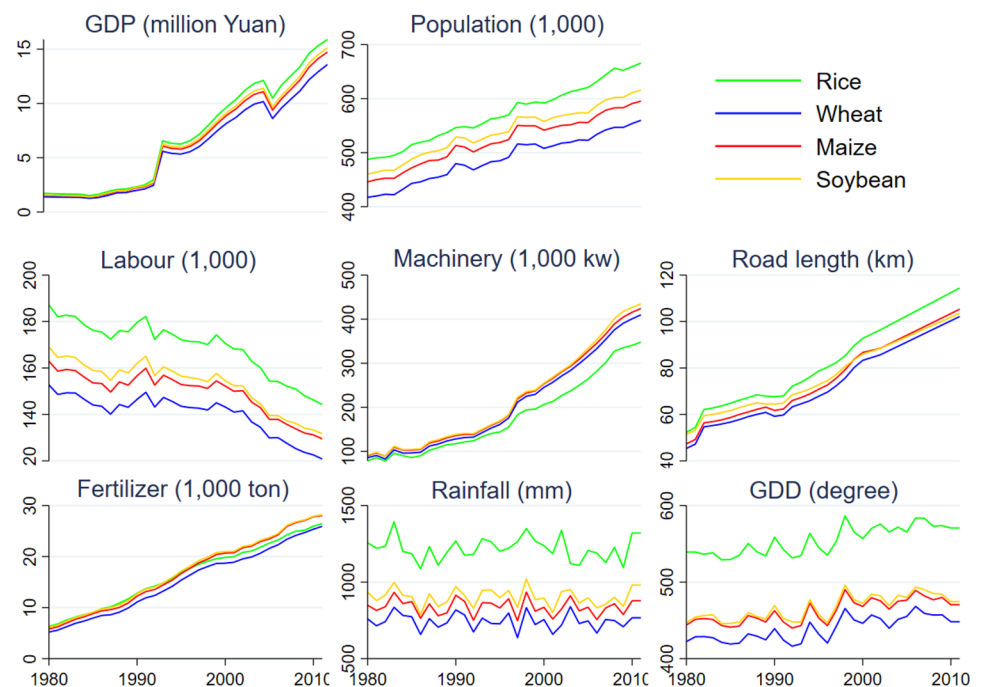 GDP (million Yuan)
Population (1,000)
15
10
5
0
700
600
500
400
Rice
Wheat
Maize
Soybean
Labour (1,000)
Machinery (1,000 kw)
Road length (km)
200
180
160
140
120
500
400
300
200
100
120
100
80
60
40
Fertilizer (1,000 ton)
Rainfall (mm)
GDD (degree)
30
20
10
0
1500
1000
500
600
500
400
1980 1990 2000 2010
1980 1990 2000 2010
1980 1990 2000 2010